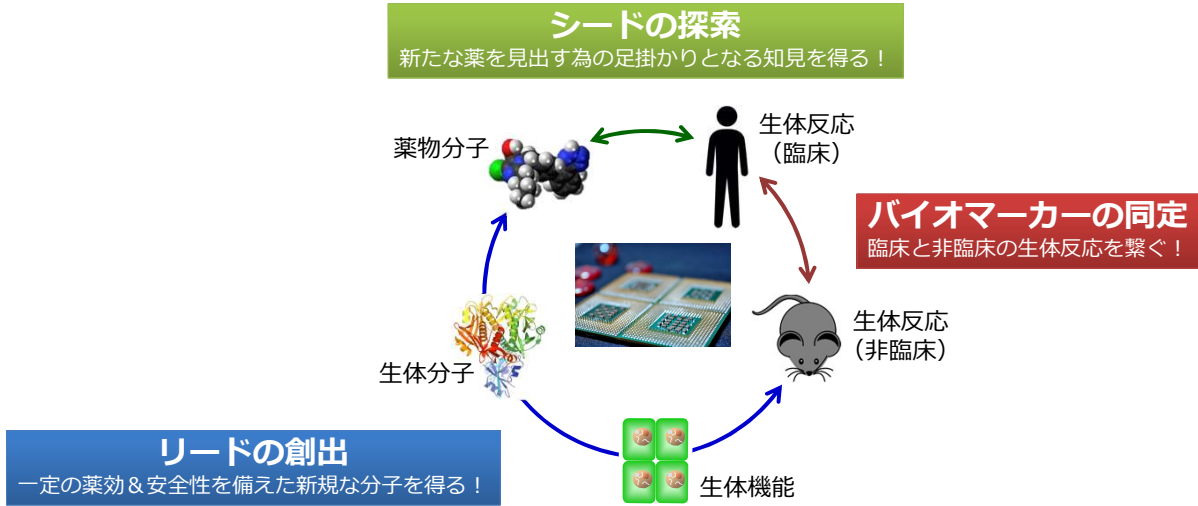 シードの探索
新たな薬を見出す為の足掛かりとなる知見を得る！
薬物分子
生体反応
（臨床）
バイオマーカーの同定
臨床と非臨床の生体反応を繋ぐ！
生体反応
（非臨床）
生体分子
リードの創出
一定の薬効＆安全性を備えた新規な分子を得る！
生体機能